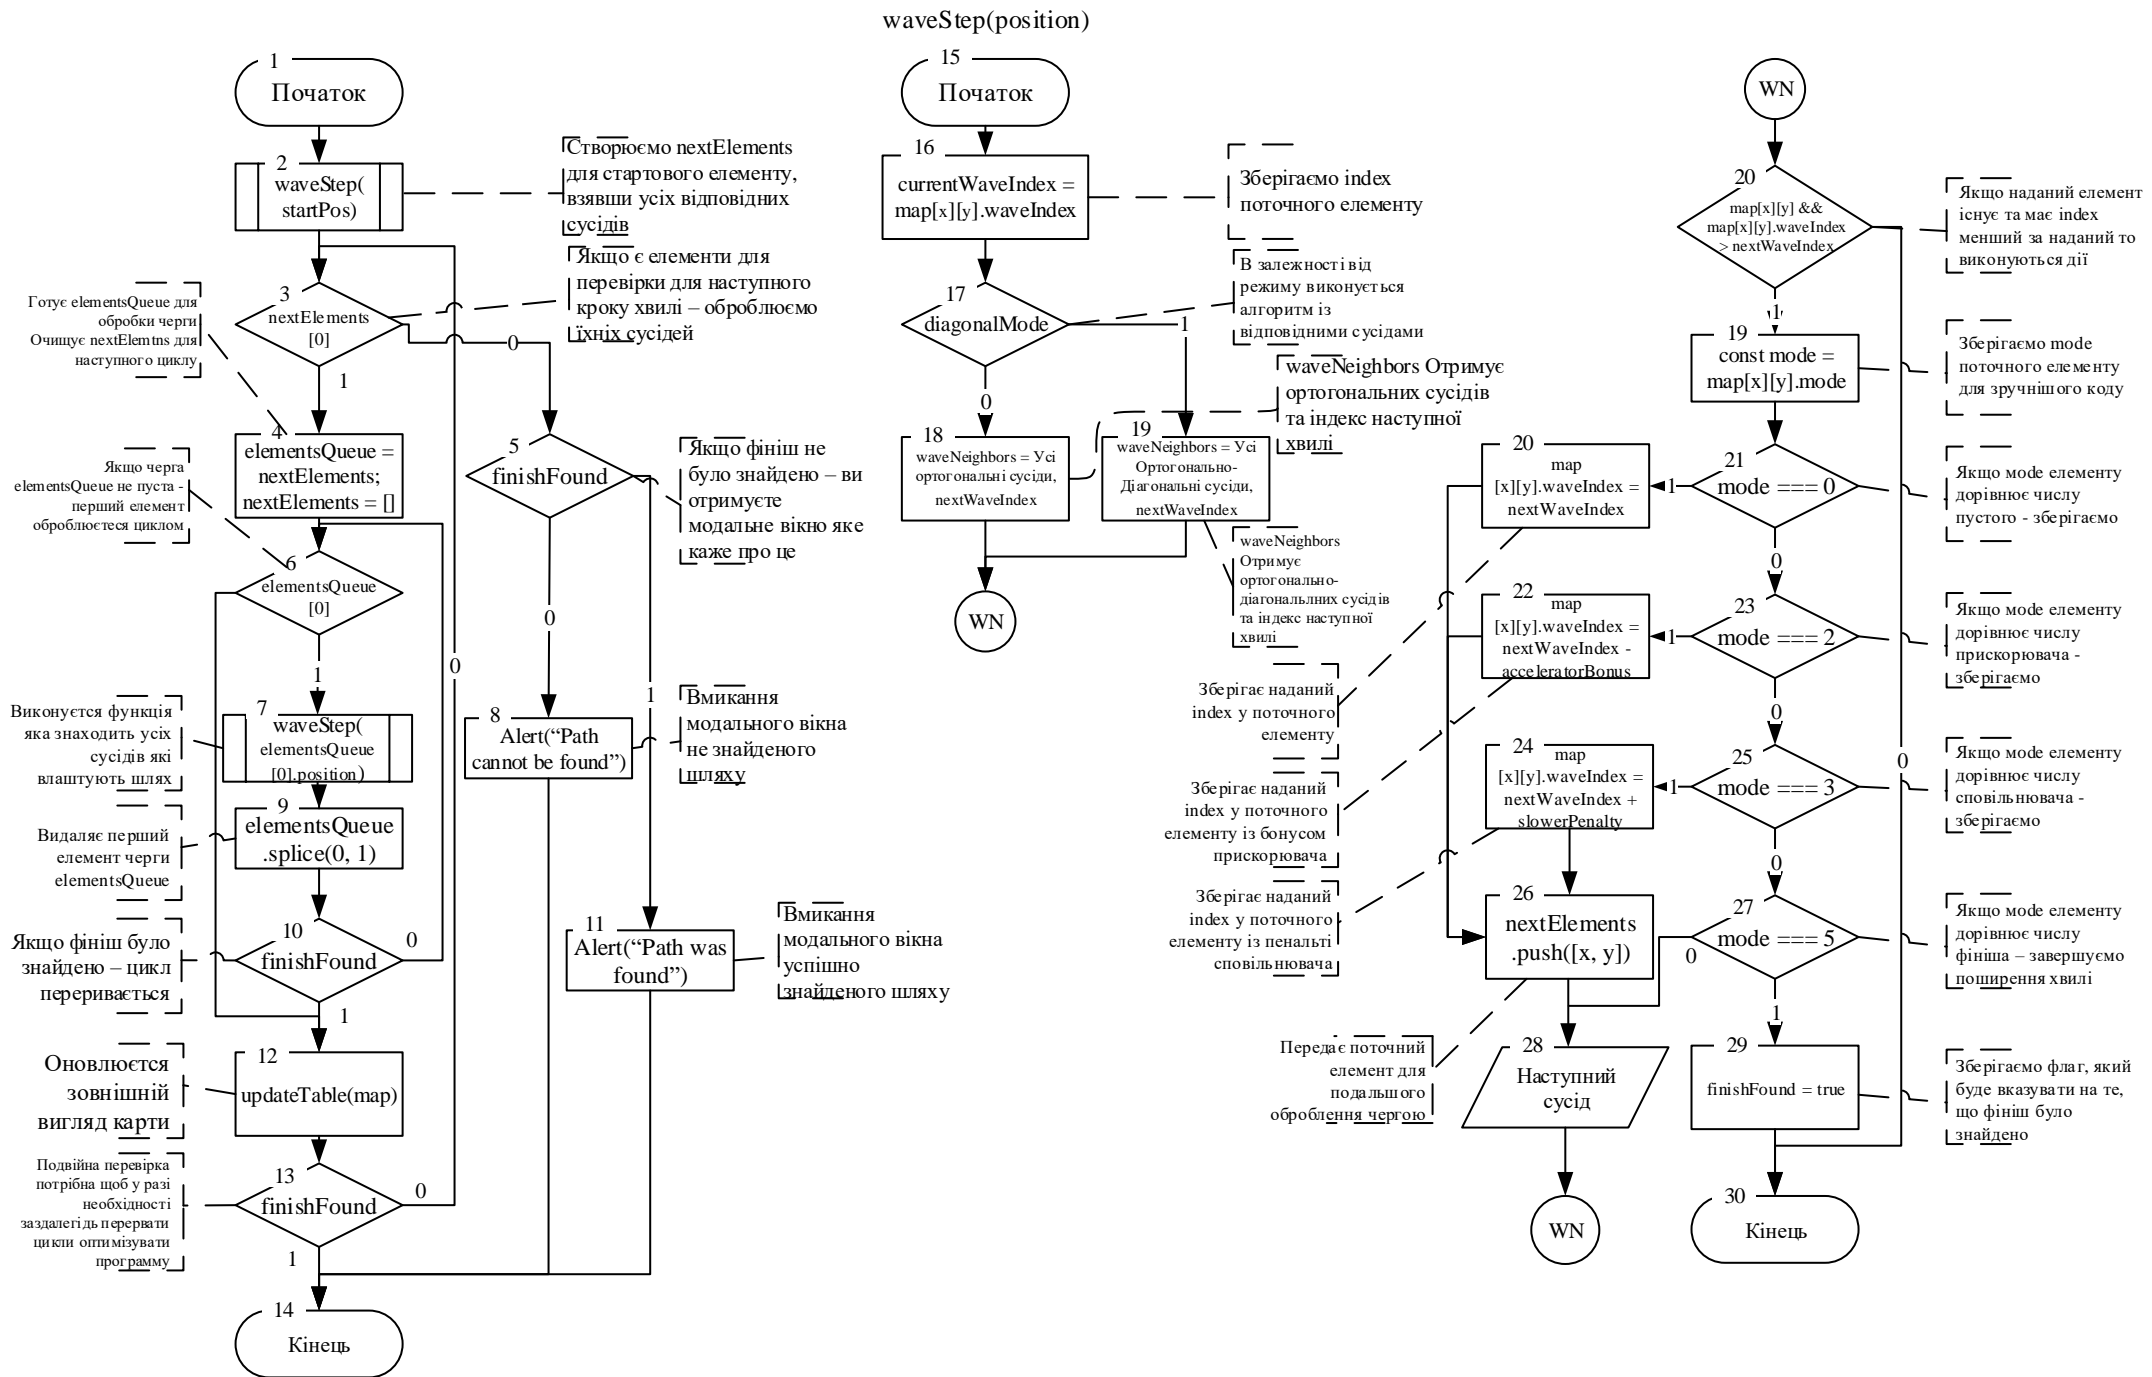 waveStep(position)
1
Початок
2
waveStep(
startPos)
Створюємо nextElements
для стартового елементу,
взявши усіх відповідних
сусідів
3
nextElements
[0]
Якщо є елементи для
перевірки для наступного
кроку хвилі – оброблюємо
їхніх сусідей
Готує elementsQueue для
обробки черги
Очищує nextElemtns для
наступного циклу
0
1
4
elementsQueue =
nextElements;
nextElements = []
5
finishFound
Якщо фініш не
було знайдено – ви
отримуєте
модальне вікно яке
каже про це
Якщо черга
elementsQueue не пуста -
перший елемент
оброблюєтеся циклом
6
elementsQueue
[0]
0
1
0
1
7
waveStep(
elementsQueue
[0].position)
Виконуєтся функція
яка знаходить усіх
сусідів які
влаштують шлях
8
Alert(“Path
cannot be found”)
Вмикання
модального вікна
не знайденого
шляху
9
elementsQueue
.splice(0, 1)
Видаляє перший
елемент черги
elementsQueue
10
finishFound
0
1
Якщо фініш було
знайдено – цикл
переривається
11
Alert(“Path was
found”)
Вмикання
модального вікна
успішно
знайденого шляху
12
updateTable(map)
Оновлюєтся
зовнішній
вигляд карти
13
finishFound
0
1
Подвійна перевірка
потрібна щоб у разі
необхідності
заздалегідь перервати
цикли оптимізувати
программу
14
Кінець
15
Початок
16
currentWaveIndex =
map[x][y].waveIndex
Зберігаємо index
поточного елементу
17
diagonalMode
1
0
В залежності від
режиму виконується
алгоритм із
відповідними сусідами
18
waveNeighbors = Усі
ортогональні сусіди,
nextWaveIndex
19
waveNeighbors = Усі
Ортогонально-
Діагональні сусіди,
nextWaveIndex
waveNeighbors Отримує
ортогональних сусідів
та індекс наступної
хвилі
waveNeighbors
Отримує
ортогонально-
діагональлних сусідів
та індекс наступної
хвилі
WN
WN
20
map[x][y] &&
map[x][y].waveIndex
> nextWaveIndex
Якщо наданий елемент
існує та має index
менший за наданий то
виконуються дії
1
0
19
const mode =
map[x][y].mode
Зберігаємо mode
поточного елементу
для зручнішого коду
20
map
[x][y].waveIndex =
nextWaveIndex
1
21
mode === 0
Якщо mode елементу
дорівнює числу
пустого - зберігаємо
0
22
map
[x][y].waveIndex =
nextWaveIndex -
acceleratorBonus
1
23
mode === 2
Якщо mode елементу
дорівнює числу
прискорювача -
зберігаємо
0
Зберігає наданий
index у поточного
елементу
24
map
[x][y].waveIndex =
nextWaveIndex +
slowerPenalty
1
25
mode === 3
Якщо mode елементу
дорівнює числу
сповільнювача -
зберігаємо
0
Зберігає наданий
index у поточного
елементу із бонусом
прискорювача
26
nextElements
.push([x, y])
27
mode === 5
0
1
Якщо mode елементу
дорівнює числу
фініша – завершуємо
поширення хвилі
Зберігає наданий
index у поточного
елементу із пенальті
сповільнювача
28
Наступний
сусід
29
finishFound = true
Зберігаємо флаг, який
буде вказувати на те,
що фініш було
знайдено
Передає поточний
елемент для
подальшого
оброблення чергою
WN
30
Кінець